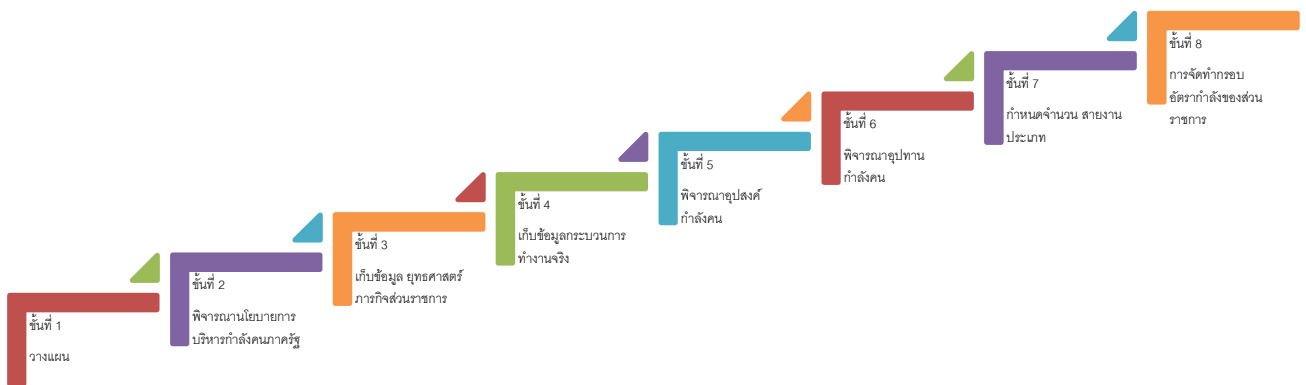 ขั้นที่ 1
วางแผน
ขั้นที่ 2
พิจารณานโยบายการ
บริหารกำลังคนภาครัฐ
ขั้นที่ 3
เก็บข้อมูล ยุทธศาสตร์
ภารกิจส่วนราชการ
ขั้นที่ 4
เก็บข้อมูลกระบวนการ
ทำงานจริง
ขั้นที่ 5
พิจารณาอุปสงค์
กำลังคน
ขั้นที่ 6
พิจารณาอุปทาน
กำลังคน
ขั้นที่ 7
กำหนดจำนวน สายงาน
ประเภท
ขั้นที่ 8
การจัดทำกรอบ
อัตรากำลังของส่วน
ราชการ